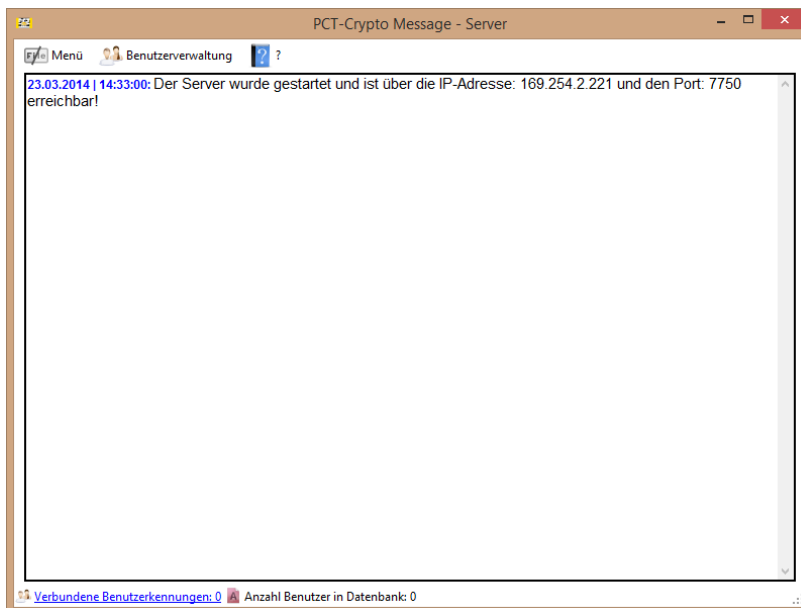 PCT-Crypto Message - Server
Menü Benutzerverwaltung ? ?
23.03.2014 | 14:33:00: Der Server wurde gestartet und ist über die IP-Adresse: 169.254.2.221 und den Port: 7750
erreichbar!
Verbundene Benutzerkennungen: 0 A Anzahl Benutzer in Datenbank: 0